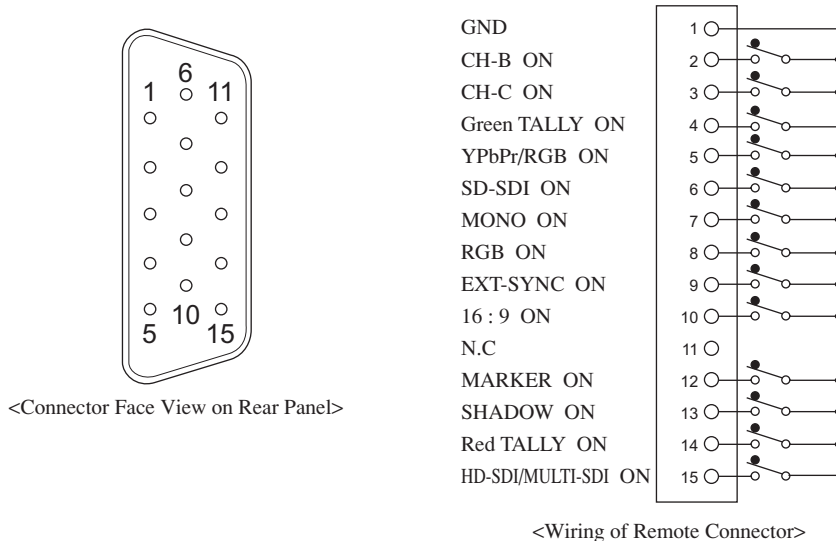 6
1 11
10
5 15
<Connector Face View on Rear Panel>
GND 1
CH-B ON 2
CH-C ON 3
Green TALLY ON 4
YPbPr/RGB ON 5
SD-SDI ON 6
MONO ON 7
RGB ON 8
EXT-SYNC ON 9
16 : 9 ON 10
N.C 11
MARKER ON 12
SHADOW ON 13
Red TALLY ON 14
HD-SDI/MULTI-SDI ON 15
<Wiring of Remote Connector>